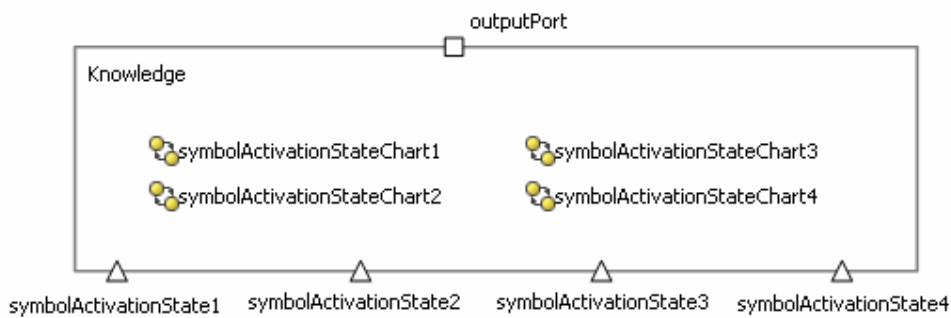 outputPort
Knowledge
symbolActivationStateChart1
symbolActivationStateChart3
symbolActivationStateChart2
symbolActivationStateChart4
symbolActivationState1
symbolActivationState2
symbolActivationState3
symbolActivationState4